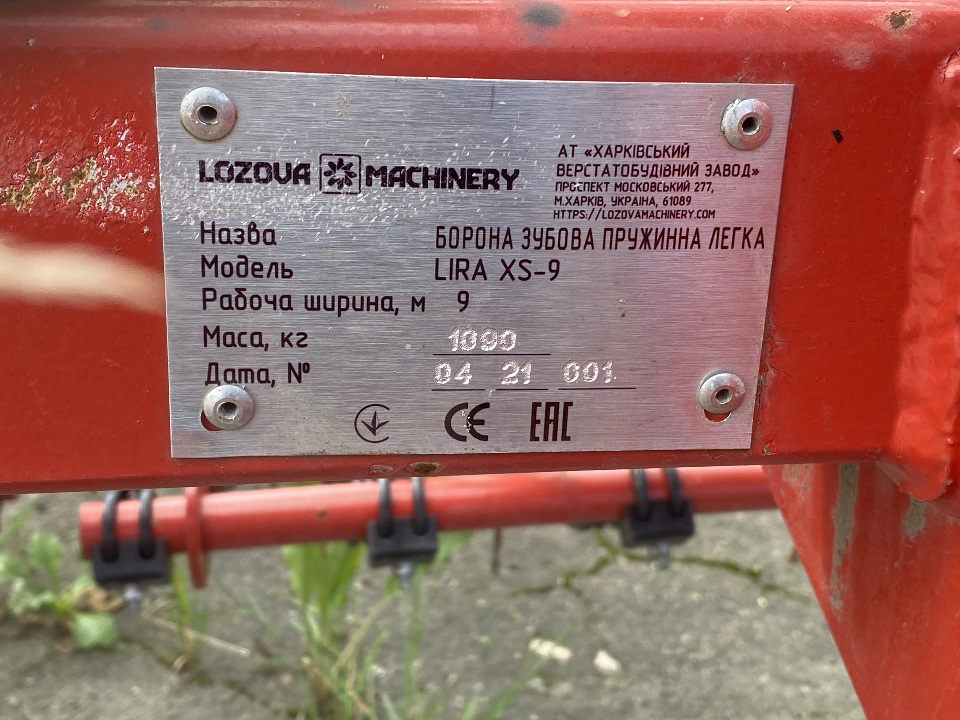 LOZOVA MACHINERY
АТ «ХАРКІВСЬКИЙ
ВЕРСТАТОБУДІВНИЙ ЗАВОД»
ПРОСПЕКТ МОСКОВСЬКИЙ 277,
М.ХАРКІВ, УКРАЇНА, 61089
HTTPS://LOZOVAMACHINERY.COM
Назва БОРОНА ЗУБОВА ПРУЖИННА ЛЕГКА
Модель LIRA XS-9
Рабоча ширина, м 9
Маса, кг 1090
Дата, № 04 21 001
CE EAC